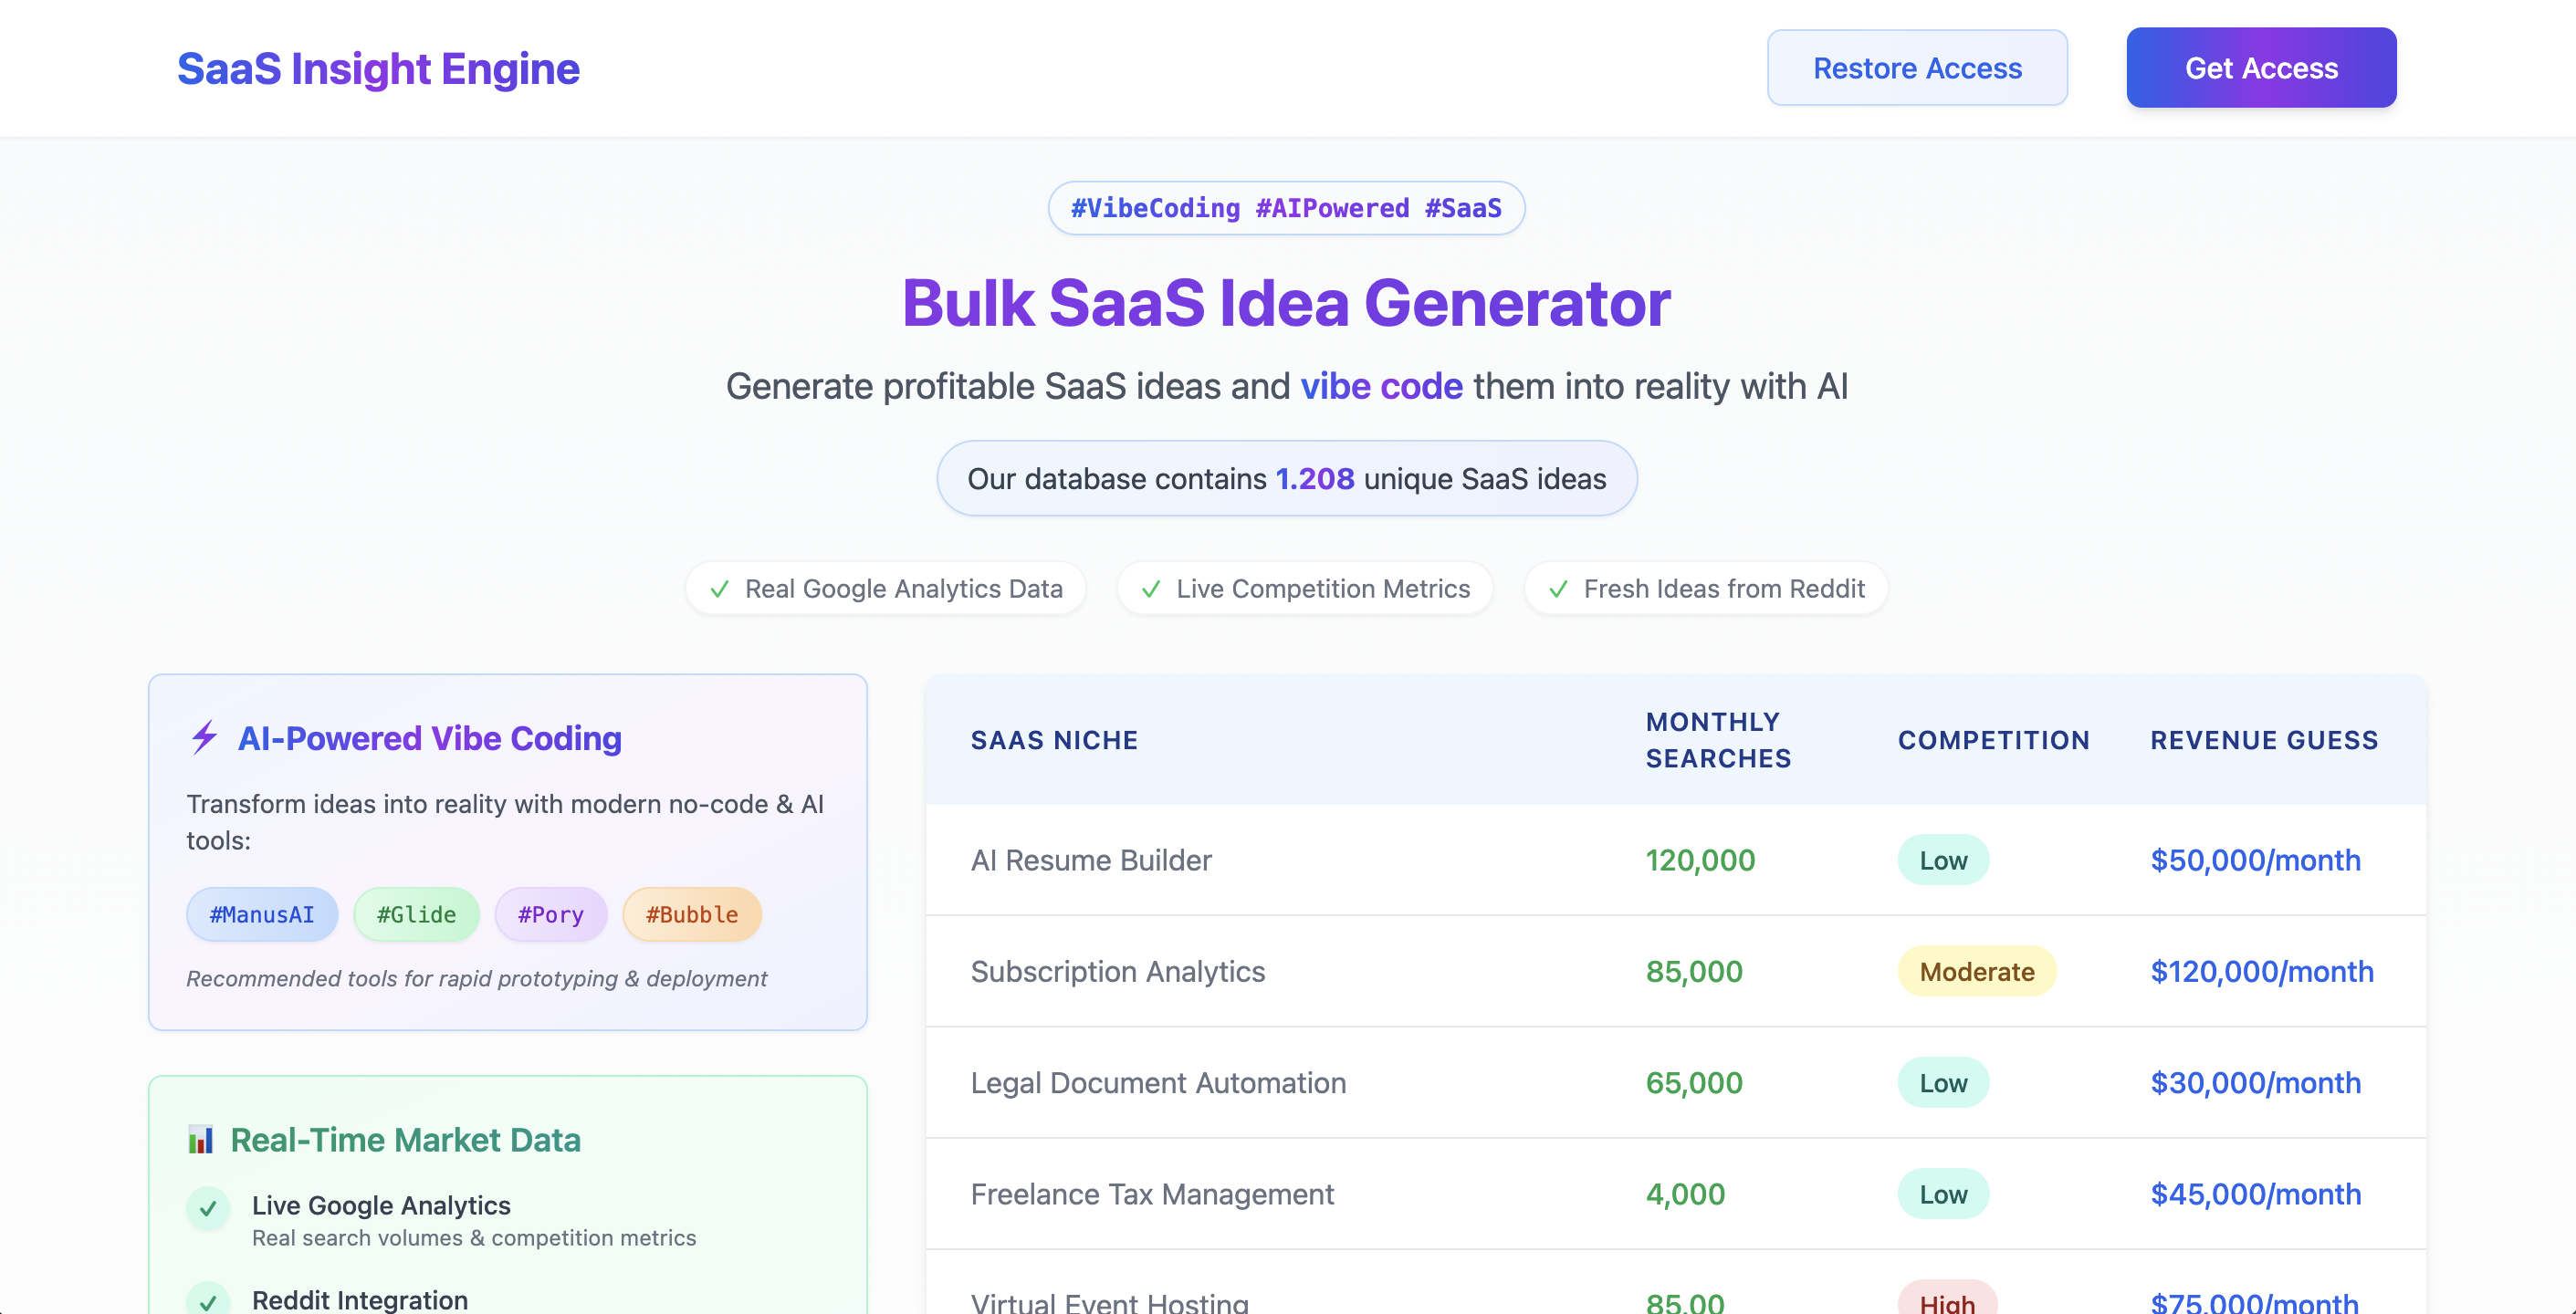 SaaS Insight Engine
Restore Access
Get Access
#VibeCoding #AIPowered #SaaS
Bulk SaaS Idea Generator
Generate profitable SaaS ideas and vibe code them into reality with AI
Our database contains 1.208 unique SaaS ideas
✓ Real Google Analytics Data
✓ Live Competition Metrics
✓ Fresh Ideas from Reddit
AI-Powered Vibe Coding
Transform ideas into reality with modern no-code & AI
tools:
#ManusAI #Glide #Pory #Bubble
Recommended tools for rapid prototyping & deployment
Real-Time Market Data
Live Google Analytics
Real search volumes & competition metrics
Reddit Integration
SAAS NICHE MONTHLY SEARCHES COMPETITION REVENUE GUESS
AI Resume Builder 120,000 Low $50,000/month
Subscription Analytics 85,000 Moderate $120,000/month
Legal Document Automation 65,000 Low $30,000/month
Freelance Tax Management 4,000 Low $45,000/month
Virtual Event Hosting 85,00 High $75,000/month